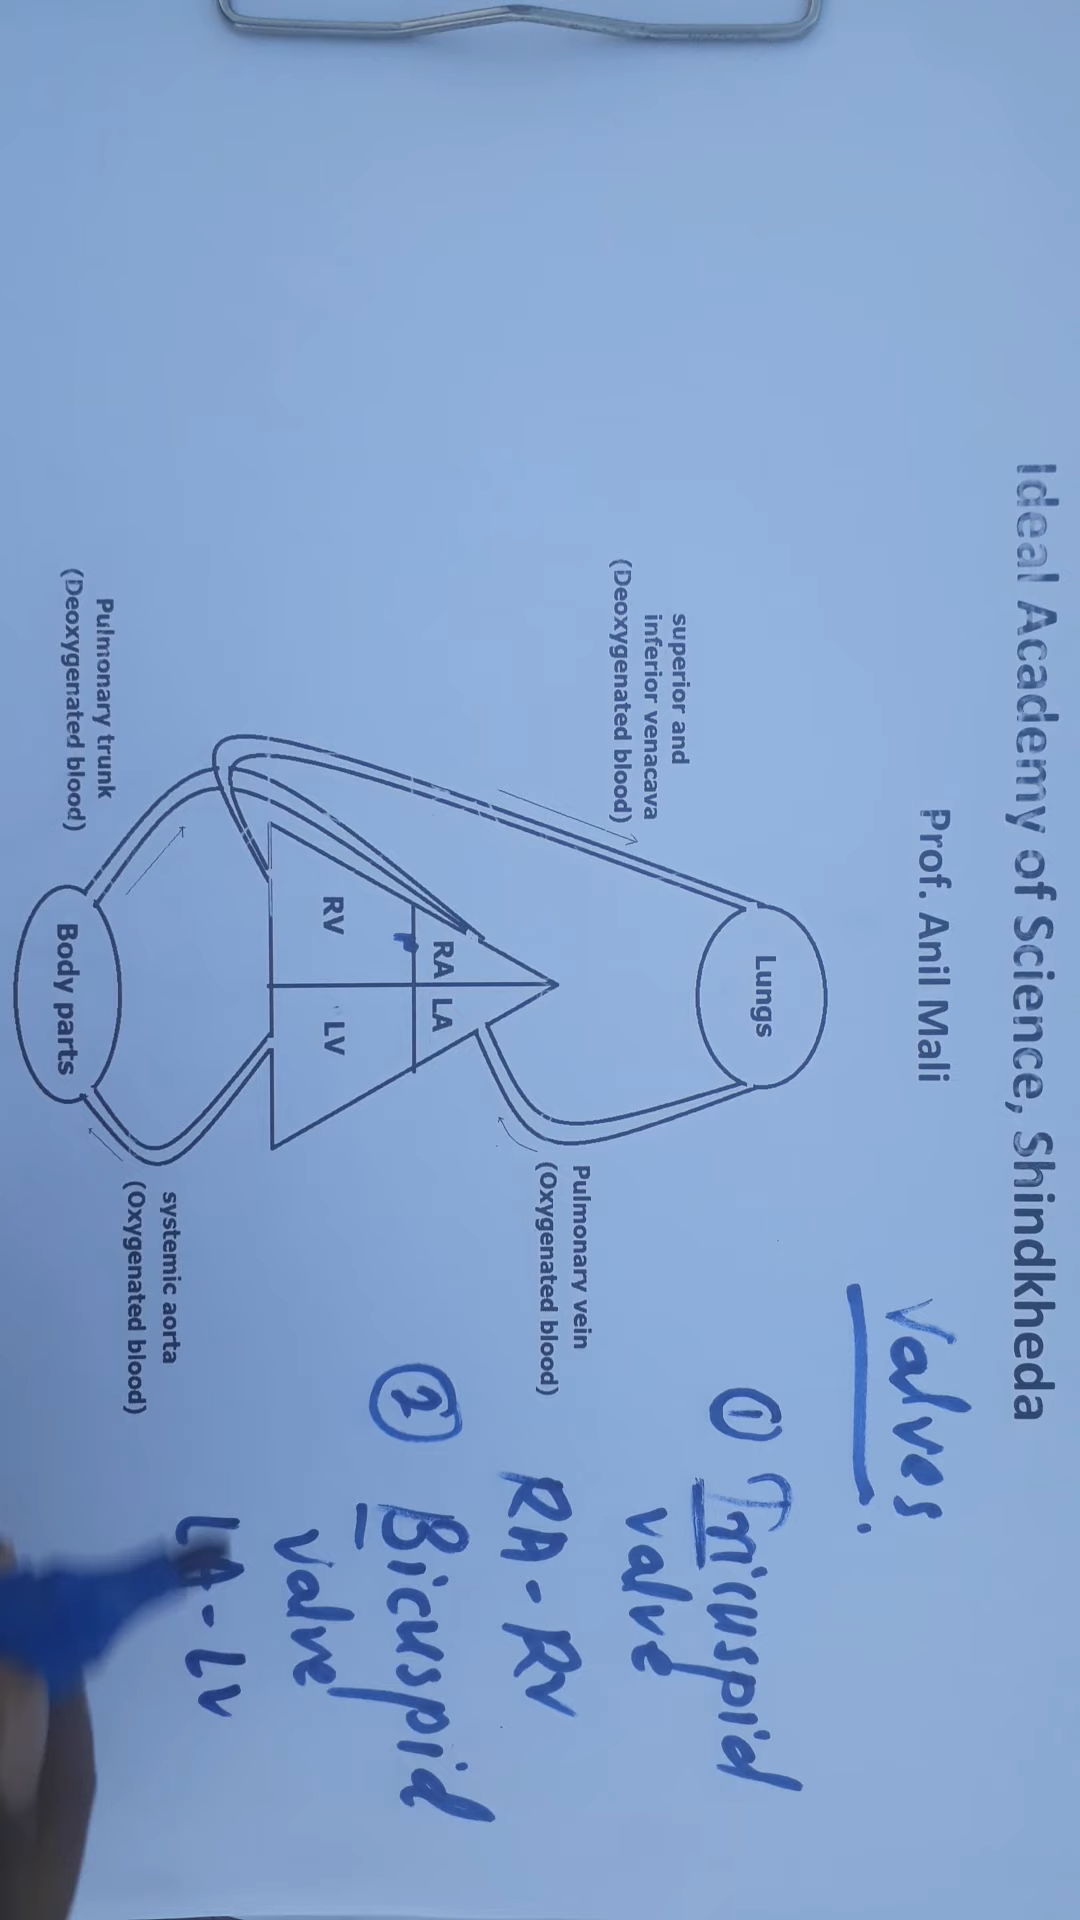 Ideal Academy of Science, Shindkheda
Prof. Anil Mali
Valves.
Lungs
① Tricuspid
valve
superior and
inferior venacava
(Deoxygenated blood)
Pulmonary vein
(Oxygenated blood)
RA - RV
RA
LA
② Bicuspid
valve
RV
LV
systemic aorta
(Oxygenated blood)
LA - LV
Pulmonary trunk
(Deoxygenated blood)
Body parts